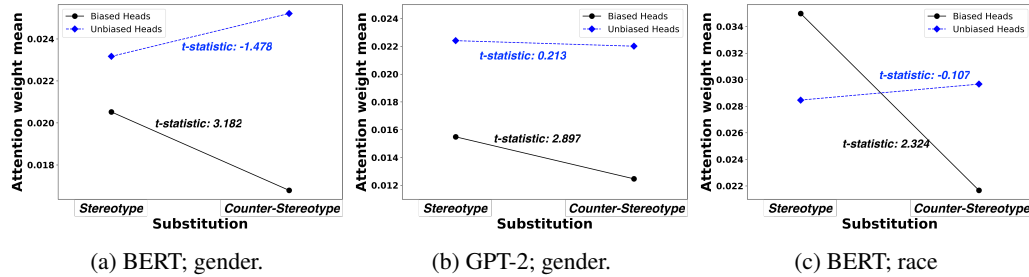 Attention weight mean
0.024
0.022
0.020
0.018
Biased Heads
Unbiased Heads
t-statistic: -1.478
t-statistic: 3.182
Stereotype
Counter-Stereotype
Substitution
(a) BERT; gender.
Attention weight mean
0.024
0.022
0.020
0.018
0.016
0.014
0.012
Biased Heads
Unbiased Heads
t-statistic: 0.213
t-statistic: 2.897
Stereotype
Counter-Stereotype
Substitution
(b) GPT-2; gender.
Attention weight mean
0.034
0.032
0.030
0.028
0.026
0.024
0.022
Biased Heads
Unbiased Heads
t-statistic: -0.107
t-statistic: 2.324
Stereotype
Counter-Stereotype
Substitution
(c) BERT; race